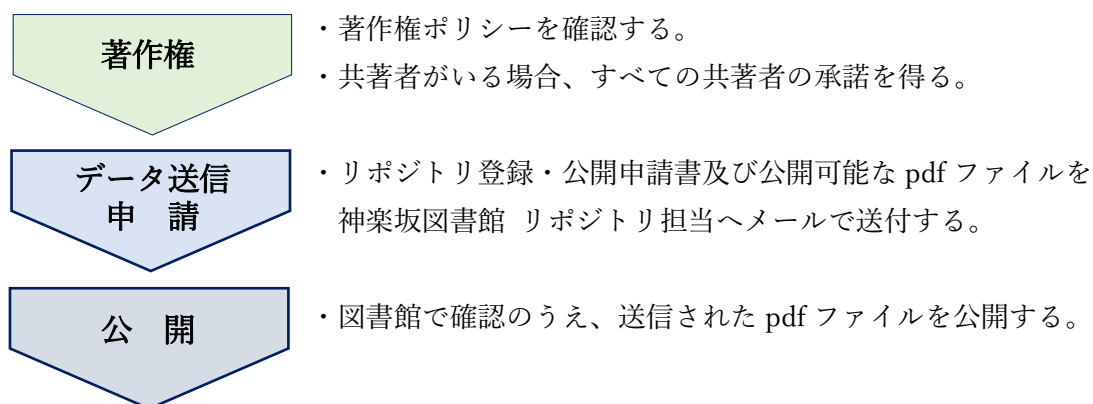 著作権
・著作権ポリシーを確認する。
・共著者がいる場合、すべての共著者の承諾を得る。
データ送信
申　請
・リポジトリ登録・公開申請書及び公開可能な pdf ファイルを
神楽坂図書館 リポジトリ担当へメールで送付する。
公　開
・図書館で確認のうえ、送信された pdf ファイルを公開する。